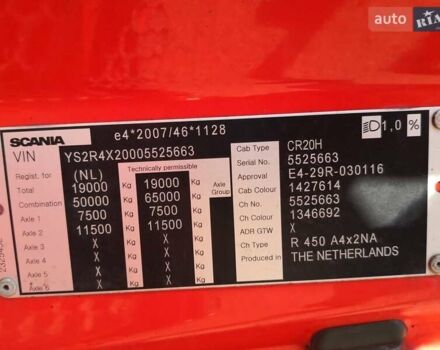 auto RIA
SCANIA e4*2007/46*1128 1,0 %
VIN YS2R4X20005525663 Cab Type CR20H
Technically permissible Serial No. 5525663
Regist. for (NL) E4-29R-030116
Total 19000 Kg 19000 Kg Axle Group Cab Colour 1427614
Combination 50000 Kg 65000 Kg Ch No. 5525663
Axle 1 7500 Kg 7500 Kg Ch Colour 1346692
Axle 2 11500 Kg 11500 Kg ADR GTW X
Axle 3 X Kg X Kg Ch Type R 450 A4x2NA
Axle 4 X Kg X Kg Produced in THE NETHERLANDS
Axle 5 X Kg X Kg
Axle 6 X Kg X Kg